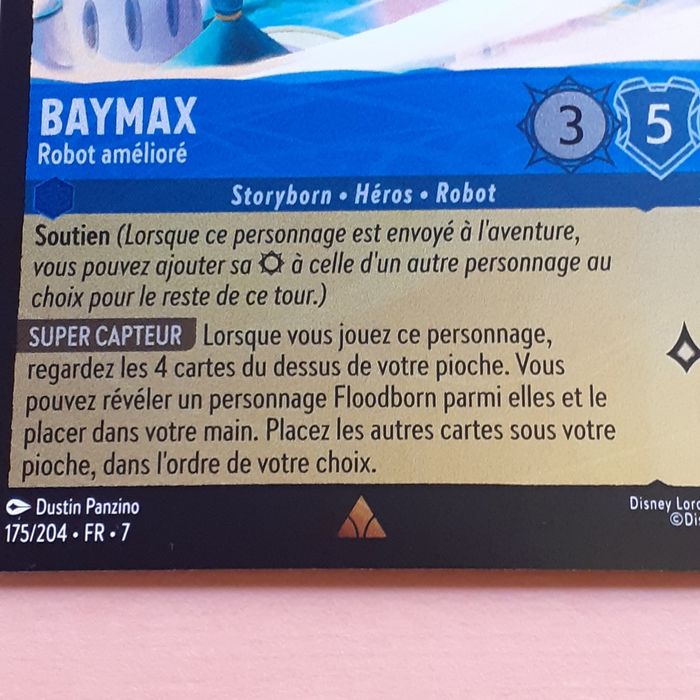 BAYMAX
Robot amélioré
3
5
Storyborn • Héros • Robot
Soutien (Lorsque ce personnage est envoyé à l'aventure,
vous pouvez ajouter sa à celle d'un autre personnage au
choix pour le reste de ce tour.)
SUPER CAPTEUR Lorsque vous jouez ce personnage,
regardez les 4 cartes du dessus de votre pioche. Vous
pouvez révéler un personnage Floodborn parmi elles et le
placer dans votre main. Placez les autres cartes sous votre
pioche, dans l'ordre de votre choix.
Dustin Panzino
Disney Lorc
175/204 • FR • 7
©Di